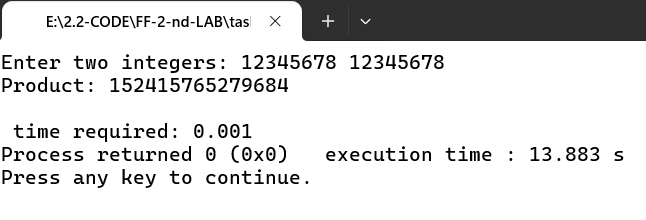 E:\2.2-CODE\FF-2-nd-LAB\tas
Enter two integers: 12345678 12345678
Product: 152415765279684
time required: 0.001
Process returned 0 (0x0)   execution time : 13.883 s
Press any key to continue.